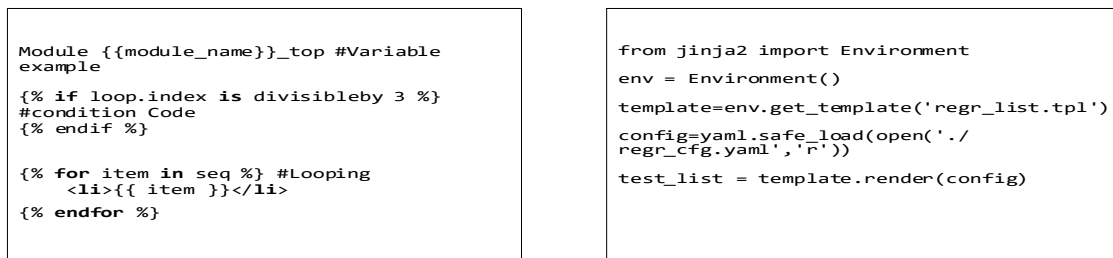 Module {{module_name}}_top #Variable
example
{% if loop.index is divisibleby 3 %}
#condition Code
{% endif %}
{% for item in seq %} #Looping
<li>{{ item }}</li>
{% endfor %}
from jinja2 import Environment
env = Environment()
template=env.get_template('regr_list.tpl')
config=yaml.safe_load(open('./
regr_cfg.yaml','r'))
test_list = template.render(config)